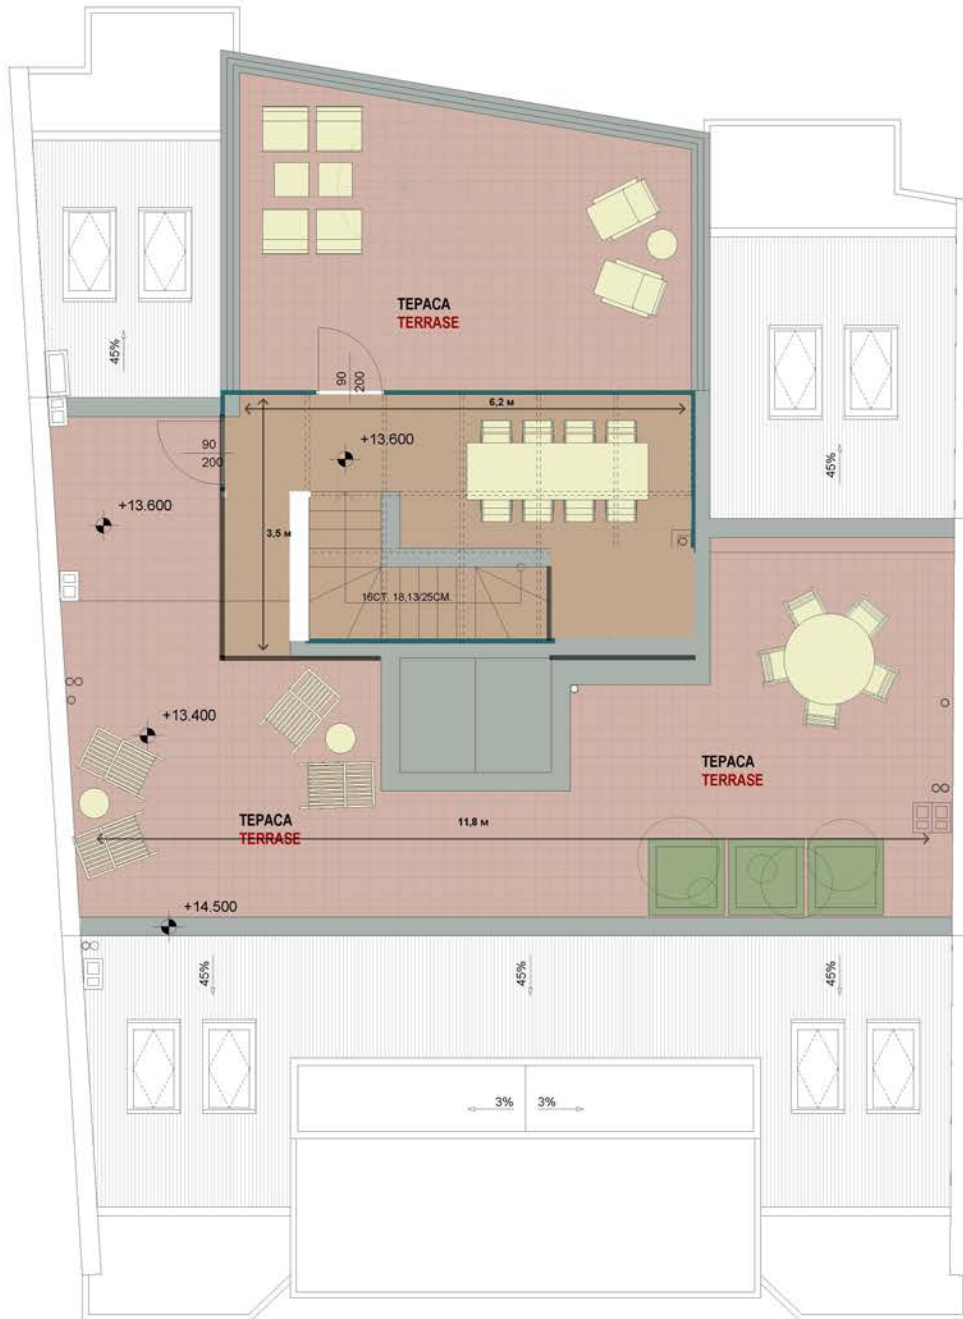 ТЕРАСА
TERRASE
45%
90
200
6,2 м
+13.600
90
200
45%
+13.600
3,5 м
16СТ. 18,13/25СМ.
+13.400
ТЕРАСА
TERRASE
ТЕРАСА
TERRASE
11,8 м
+14.500
45%
45%
45%
3%
3%